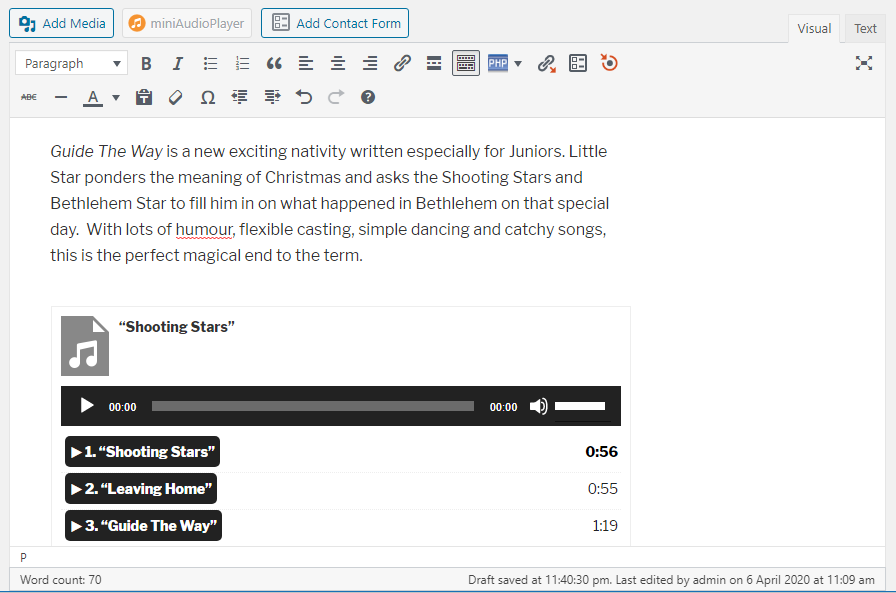 Add Media
miniAudioPlayer
Add Contact Form
Visual
Text
Paragraph
B
I
PHP
ABC
A
Ω
Guide The Way is a new exciting nativity written especially for Juniors. Little
Star ponders the meaning of Christmas and asks the Shooting Stars and
Bethlehem Star to fill him in on what happened in Bethlehem on that special
day.  With lots of humour, flexible casting, simple dancing and catchy songs,
this is the perfect magical end to the term.
“Shooting Stars”
00:00
00:00
1. “Shooting Stars” 0:56
2. “Leaving Home” 0:55
3. “Guide The Way” 1:19
P
Word count: 70
Draft saved at 11:40:30 pm. Last edited by admin on 6 April 2020 at 11:09 am